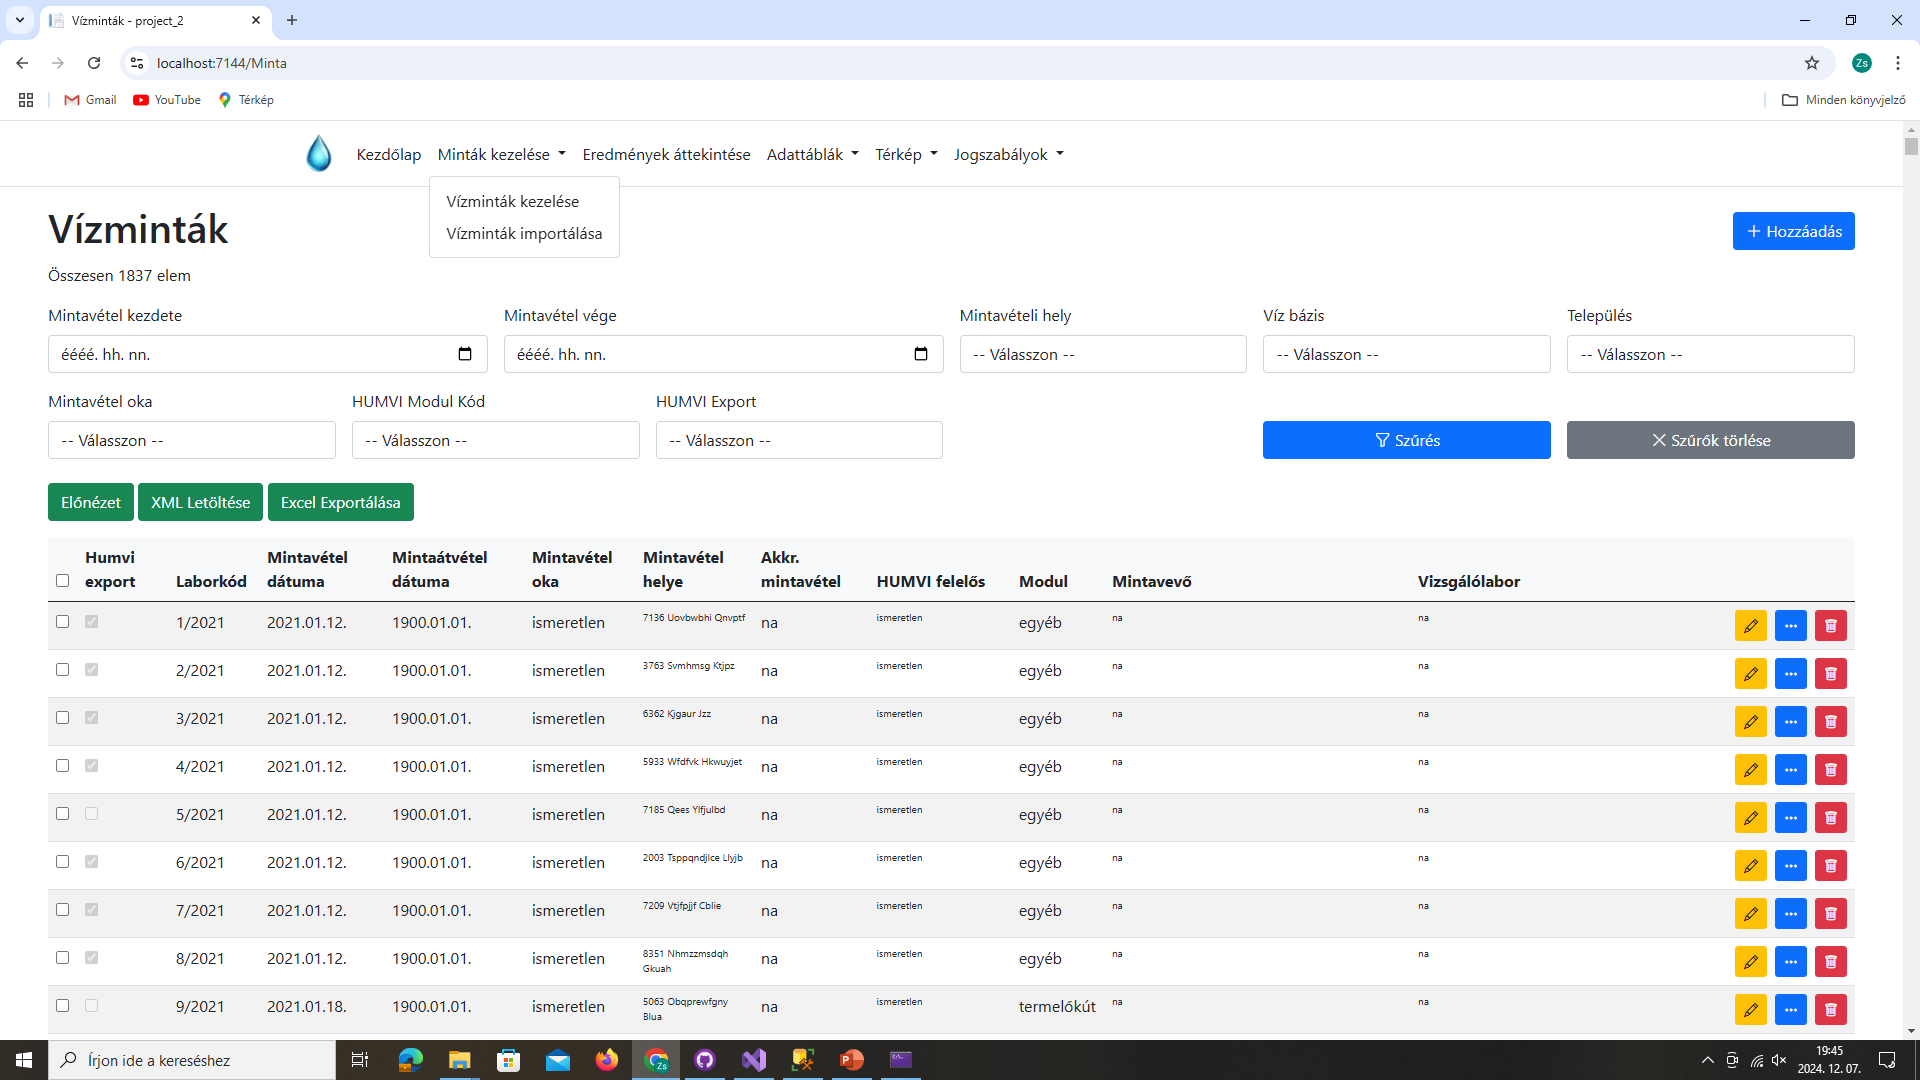 Vízminták - project_2
localhost:7144/Minta
Zs
Gmail YouTube Térkép Minden könyvjelző
Kezdőlap Minták kezelése Eredmények áttekintése Adattáblák Térkép Jogszabályok
Vízminták kezelése
Vízminták importálása
Vízminták
Hozzáadás
Összesen 1837 elem
Mintavétel kezdete Mintavétel vége Mintavételi hely Víz bázis Település
éééé. hh. nn. éééé. hh. nn. -- Válasszon -- -- Válasszon -- -- Válasszon --
Mintavétel oka HUMVI Modul Kód HUMVI Export
-- Válasszon -- -- Válasszon -- -- Válasszon -- Szűrés Szűrők törlése
Előnézet XML Letöltése Excel Exportálása
Humvi export Laborkód Mintavétel dátuma Mintaátvétel dátuma Mintavétel oka Mintavétel helye Akkr. mintavétel HUMVI felelős Modul Mintavevő Vizsgálólabor
1/2021 2021.01.12. 1900.01.01. ismeretlen 7136 Uovbwbhi Qnvptf na ismeretlen egyéb na na
2/2021 2021.01.12. 1900.01.01. ismeretlen 3763 Svmhmsg Ktjpz na ismeretlen egyéb na na
3/2021 2021.01.12. 1900.01.01. ismeretlen 6362 Kjgaur Jzz na ismeretlen egyéb na na
4/2021 2021.01.12. 1900.01.01. ismeretlen 5933 Wfdfvk Hkwuyjet na ismeretlen egyéb na na
5/2021 2021.01.12. 1900.01.01. ismeretlen 7185 Qees Ylfjulbd na ismeretlen egyéb na na
6/2021 2021.01.12. 1900.01.01. ismeretlen 2003 Tsppqndjlce Llyjb na ismeretlen egyéb na na
7/2021 2021.01.12. 1900.01.01. ismeretlen 7209 Vtjfpjjf Cblie na ismeretlen egyéb na na
8/2021 2021.01.12. 1900.01.01. ismeretlen 8351 Nhmzzmsdqh Gkuah na ismeretlen egyéb na na
9/2021 2021.01.18. 1900.01.01. ismeretlen 5063 Obqprewfgny Blua na ismeretlen termelőkút na na
Írjon ide a kereséshez
19:45
2024. 12. 07.